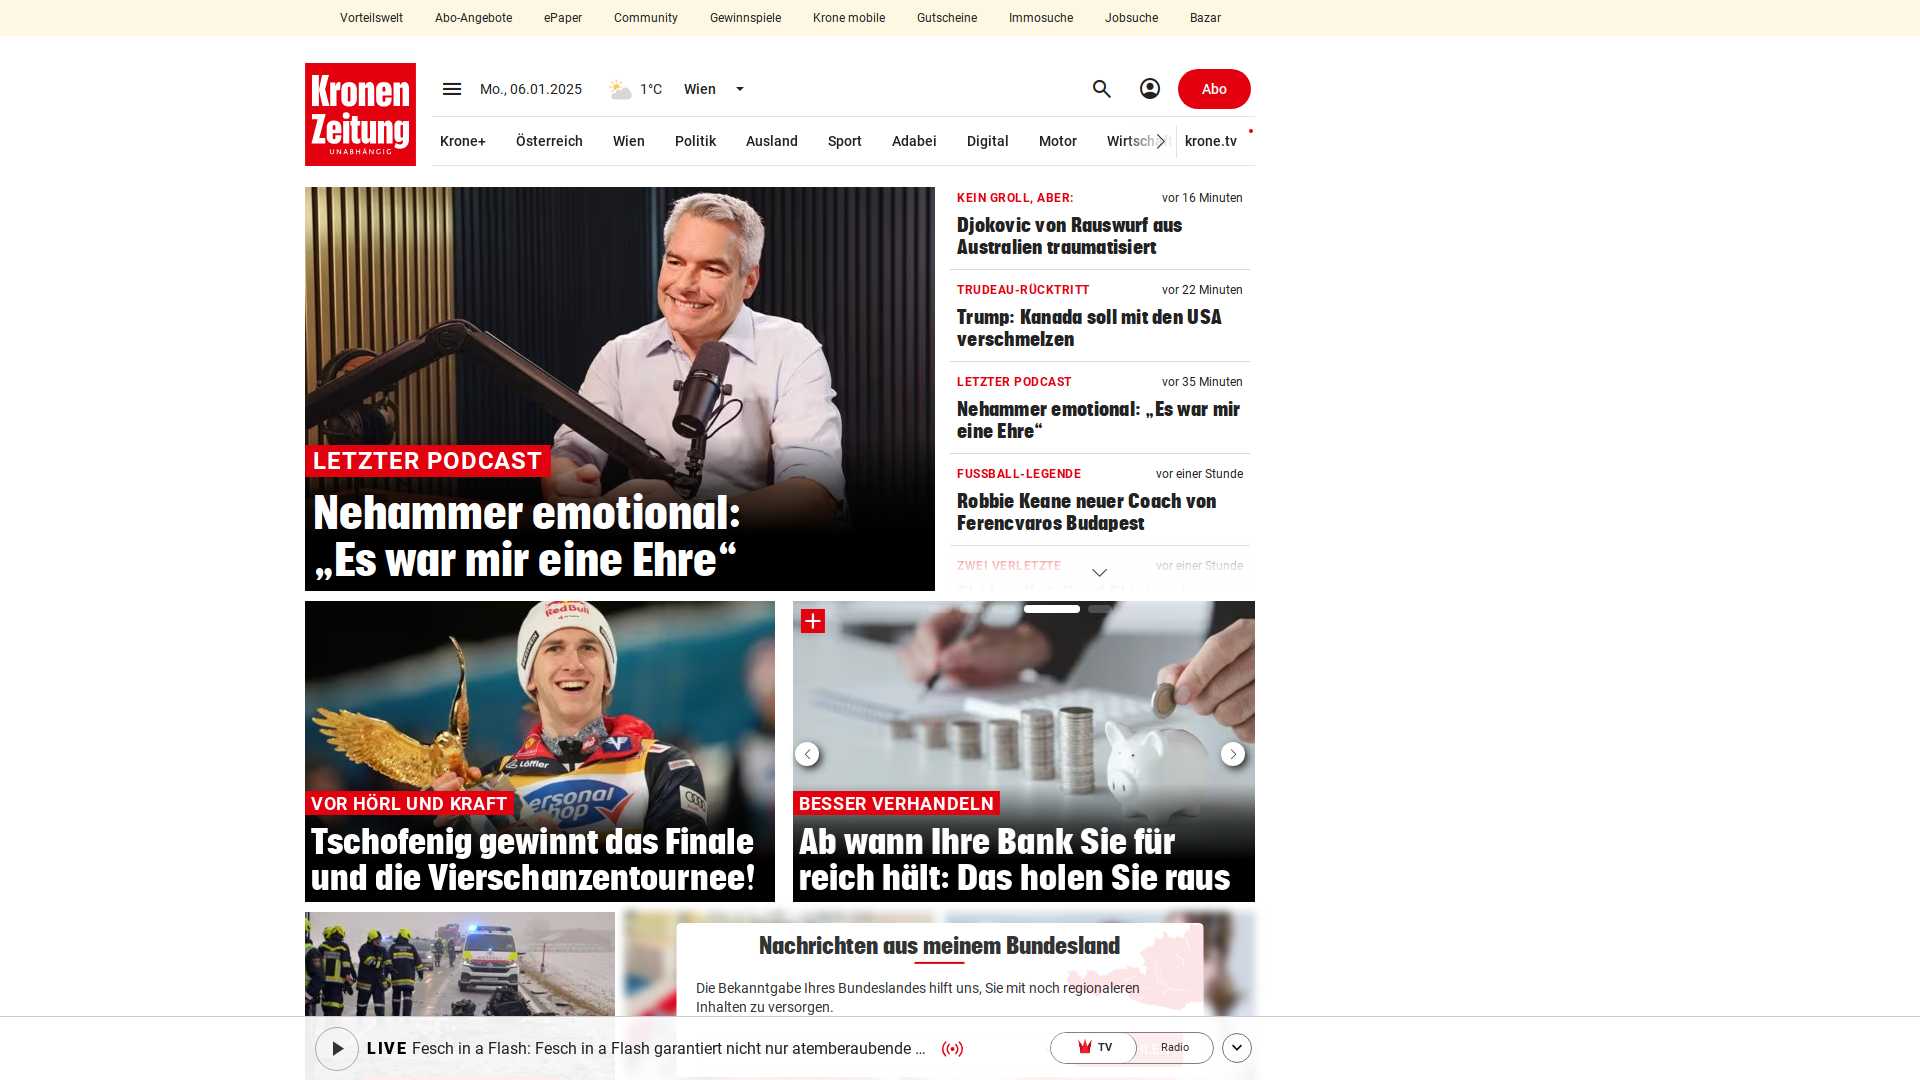 Vorteilswelt Abo-Angebote ePaper Community Gewinnspiele Krone mobile Gutscheine Immosuche Jobsuche Bazar
Kronen
Zeitung
UNABHÄNGIG
Mo., 06.01.2025 1°C Wien Abo
Krone+ Österreich Wien Politik Ausland Sport Adabei Digital Motor krone.tv
LETZTER PODCAST
Nehammer emotional:
„Es war mir eine Ehre“
KEIN GROLL, ABER: vor 16 Minuten
Djokovic von Rauswurf aus
Australien traumatisiert
TRUDEAU-RÜCKTRITT vor 22 Minuten
Trump: Kanada soll mit den USA
verschmelzen
LETZTER PODCAST vor 35 Minuten
Nehammer emotional: „Es war mir
eine Ehre“
FUSSBALL-LEGENDE vor einer Stunde
Robbie Keane neuer Coach von
Ferencvaros Budapest
ZWEI VERLETZTE vor einer Stunde
Red Bull
Löffler
VOR HÖRL UND KRAFT
Tschofenig gewinnt das Finale
und die Vierschanzentournee!
BESSER VERHANDELN
Ab wann Ihre Bank Sie für
reich hält: Das holen Sie raus
Nachrichten aus meinem Bundesland
Die Bekanntgabe Ihres Bundeslandes hilft uns, Sie mit noch regionaleren
Inhalten zu versorgen.
LIVE Fesch in a Flash: Fesch in a Flash garantiert nicht nur atemberaubende ...
TV Radio